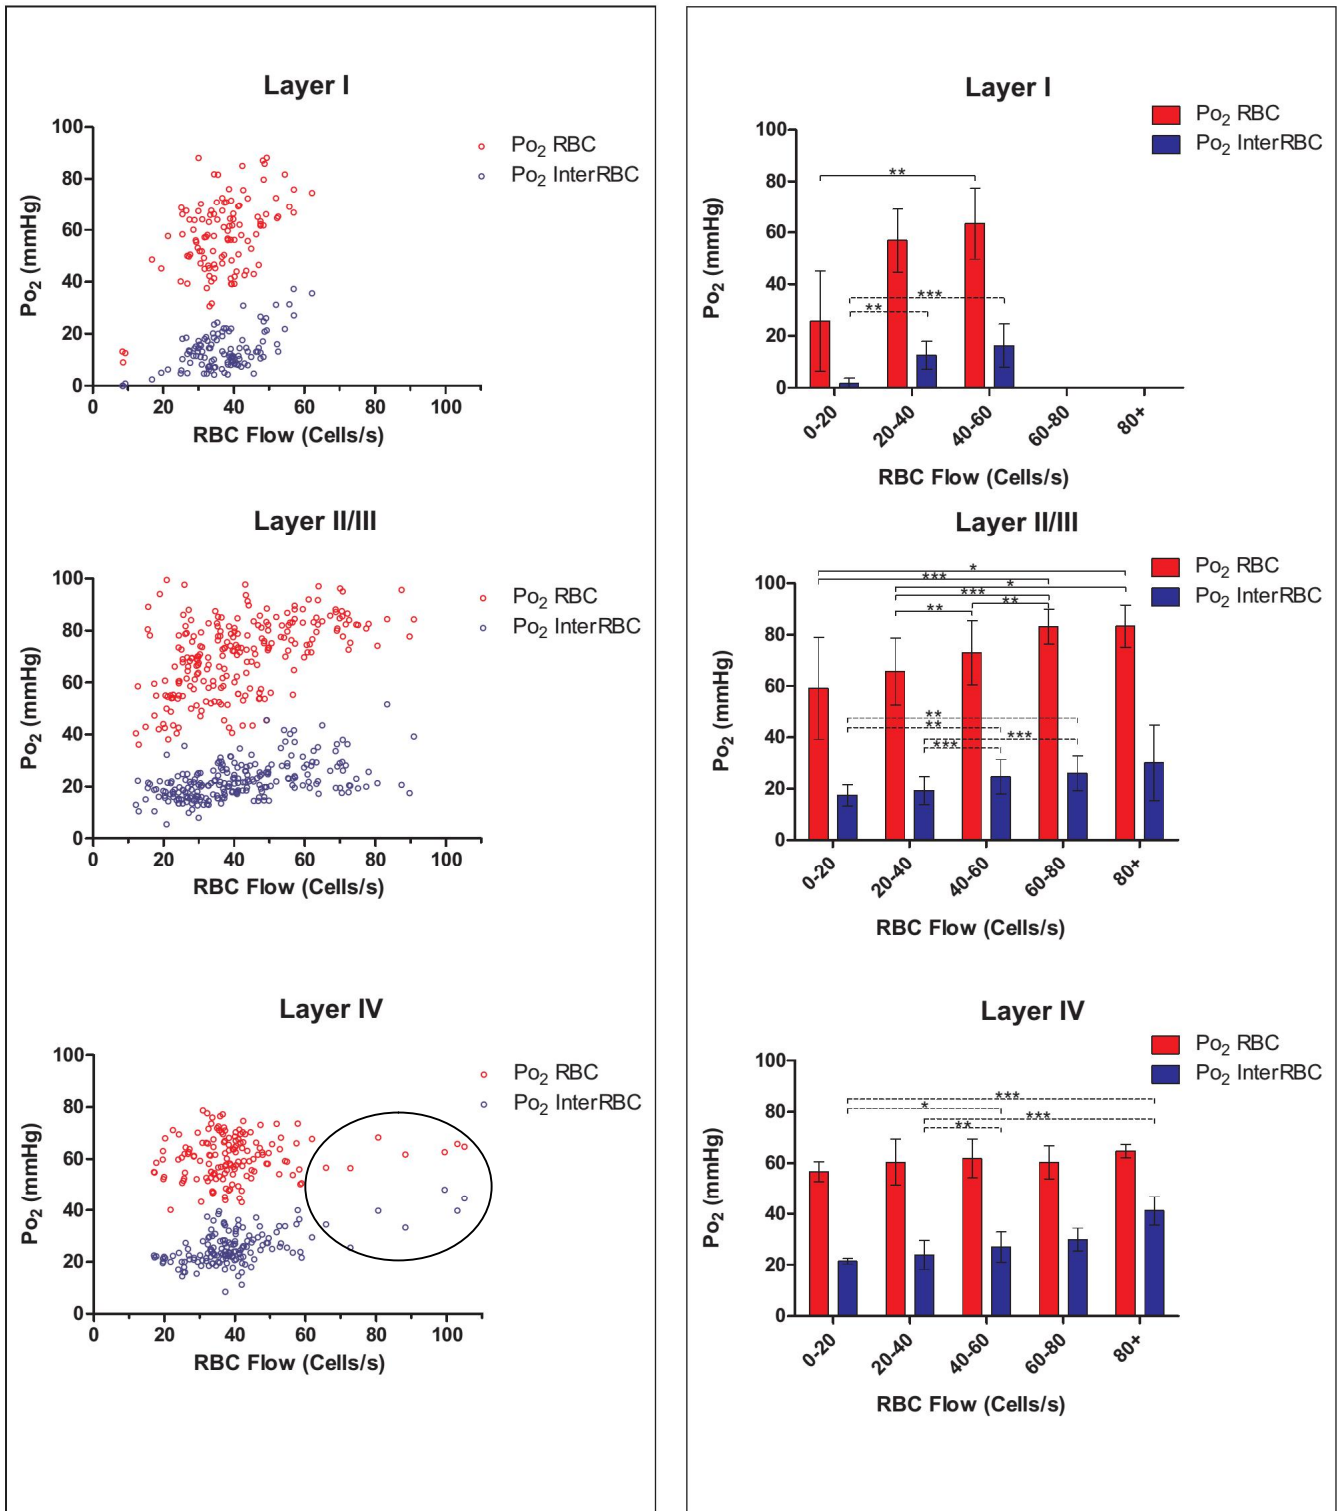 Layer I
Po2 RBC
Po2 InterRBC
100
80
60
40
20
0
Po2 (mmHg)
0 20 40 60 80 100
RBC Flow (Cells/s)
Layer II/III
Po2 RBC
Po2 InterRBC
100
80
60
40
20
0
Po2 (mmHg)
0 20 40 60 80 100
RBC Flow (Cells/s)
Layer IV
Po2 RBC
Po2 InterRBC
100
80
60
40
20
0
Po2 (mmHg)
0 20 40 60 80 100
RBC Flow (Cells/s)
Layer I
Po2 RBC
Po2 InterRBC
100
80
60
40
20
0
Po2 (mmHg)
**
***
**
0-20 20-40 40-60 60-80 80+
RBC Flow (Cells/s)
Layer II/III
Po2 RBC
Po2 InterRBC
100
80
60
40
20
0
Po2 (mmHg)
*
***
*
***
**
**
**
**
***
***
0-20 20-40 40-60 60-80 80+
RBC Flow (Cells/s)
Layer IV
Po2 RBC
Po2 InterRBC
100
80
60
40
20
0
Po2 (mmHg)
***
*
***
**
0-20 20-40 40-60 60-80 80+
RBC Flow (Cells/s)